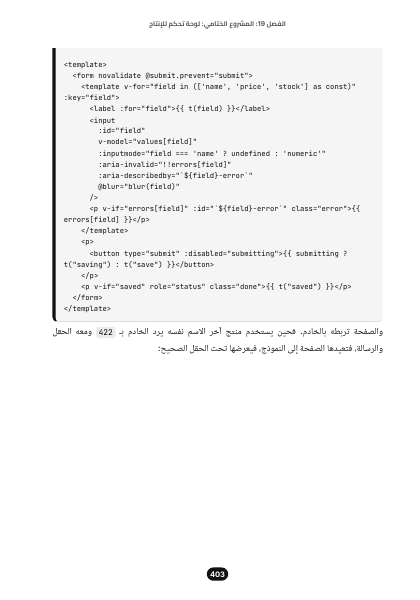 الفصل 19: المشروع الختامي: لوحة تحكم للإنتاج
<template>
  <form novalidate @submit.prevent="submit">
    <template v-for="field in (['name', 'price', 'stock'] as const)"
:key="field">
      <label :for="field">{{ t(field) }}</label>
      <input
        :id="field"
        v-model="values[field]"
        :inputmode="field === 'name' ? undefined : 'numeric'"
        :aria-invalid="!!errors[field]"
        :aria-describedby="`${field}-error`"
        @blur="blur(field)"
      />
      <p v-if="errors[field]" :id="`${field}-error`" class="error">{{
errors[field] }}</p>
    </template>
    <p>
      <button type="submit" :disabled="submitting">{{ submitting ?
t("saving") : t("save") }}</button>
    </p>
    <p v-if="saved" role="status" class="done">{{ t("saved") }}</p>
  </form>
</template>
والصفحة تربطه بالخادم. فحين يستخدم منتج آخر الاسم نفسه يرد الخادم بـ 422 ومعه الحقل
والرسالة، فتعيدها الصفحة إلى النموذج، فيعرضها تحت الحقل الصحيح:
403